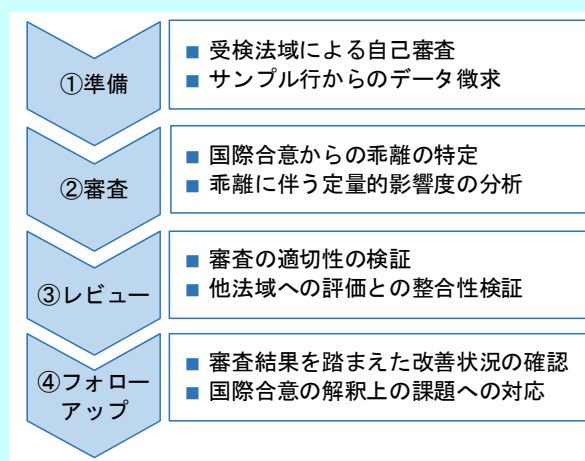 ①準備
■ 受検法域による自己審査
■ サンプル行からのデータ徴求
②審査
■ 国際合意からの乖離の特定
■ 乖離に伴う定量的影響度の分析
③レビュー
■ 審査の適切性の検証
■ 他法域への評価との整合性検証
④フォロー
アップ
■ 審査結果を踏まえた改善状況の確認
■ 国際合意の解釈上の課題への対応